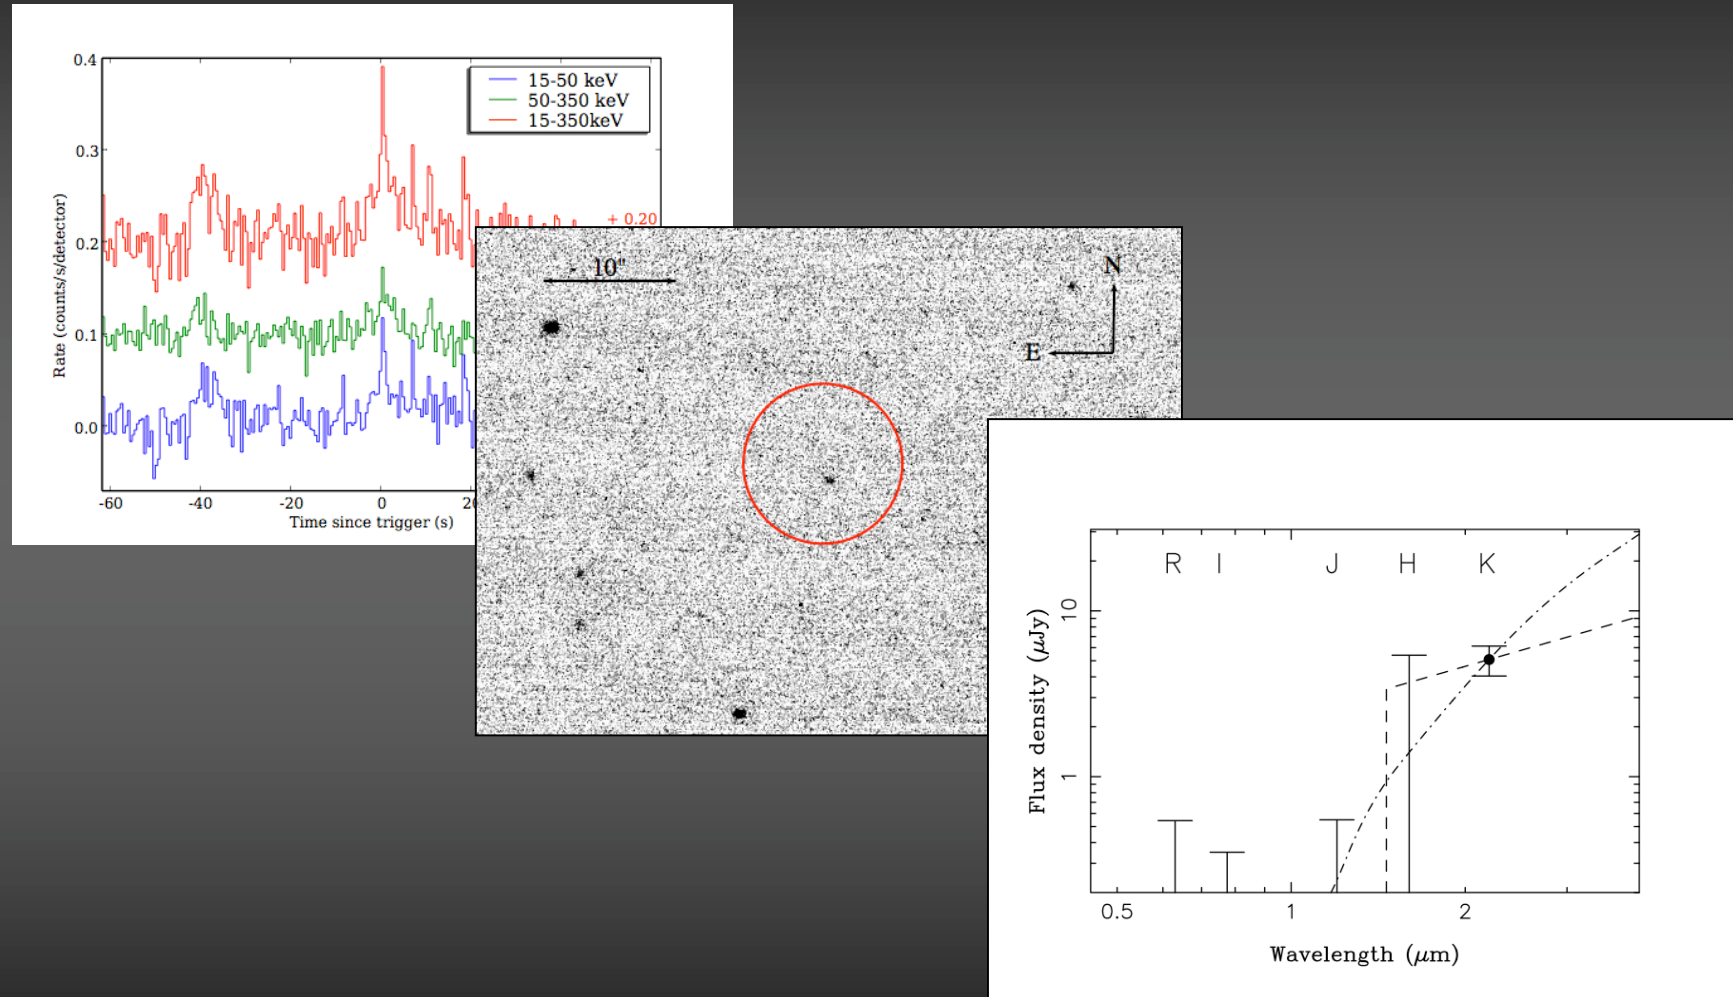 0.4
15-50 keV
50-350 keV
15-350keV
0.3
+ 0.20
0.2
0.1
0.0
Rate (counts/s/detector)
-60 -40 -20 0 20
Time since trigger (s)
10"
N
E
R I J H K
10
1
Flux density (μJy)
0.5 1 2
Wavelength (μm)